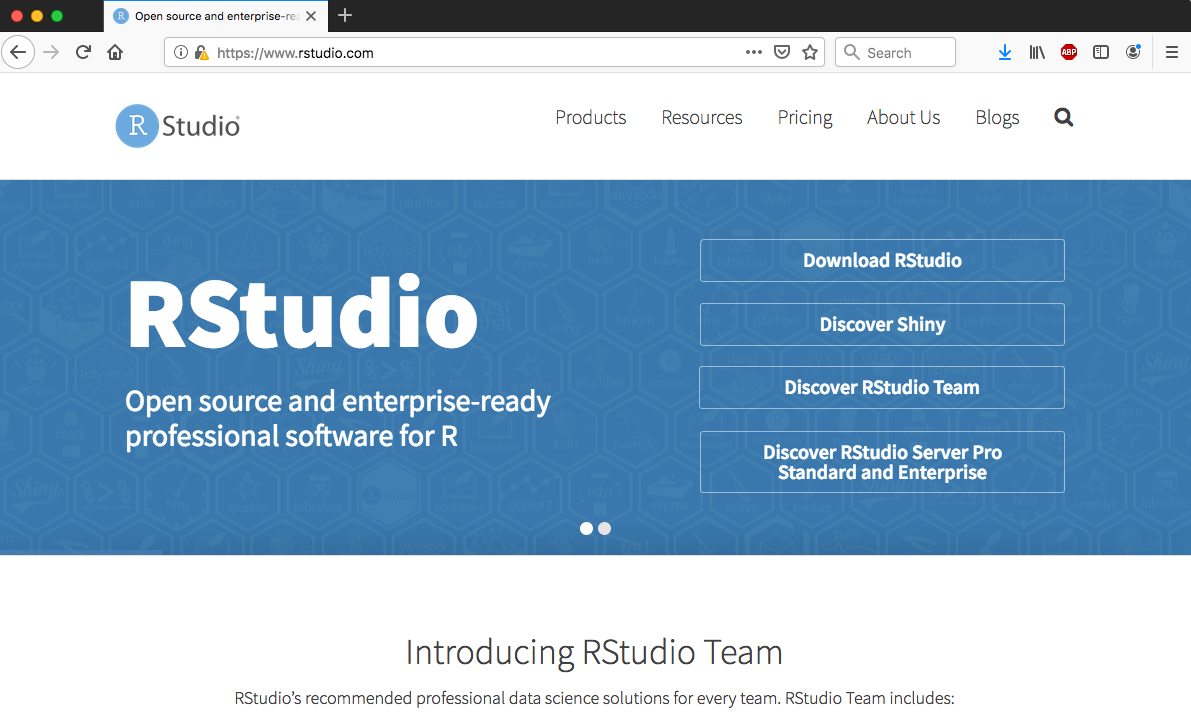 Open source and enterprise-re
https://www.rstudio.com
Search
ABP
R Studio
Products Resources Pricing About Us Blogs
RStudio
Open source and enterprise-ready
professional software for R
Download RStudio
Discover Shiny
Discover RStudio Team
Discover RStudio Server Pro
Standard and Enterprise
Introducing RStudio Team
RStudio’s recommended professional data science solutions for every team. RStudio Team includes: